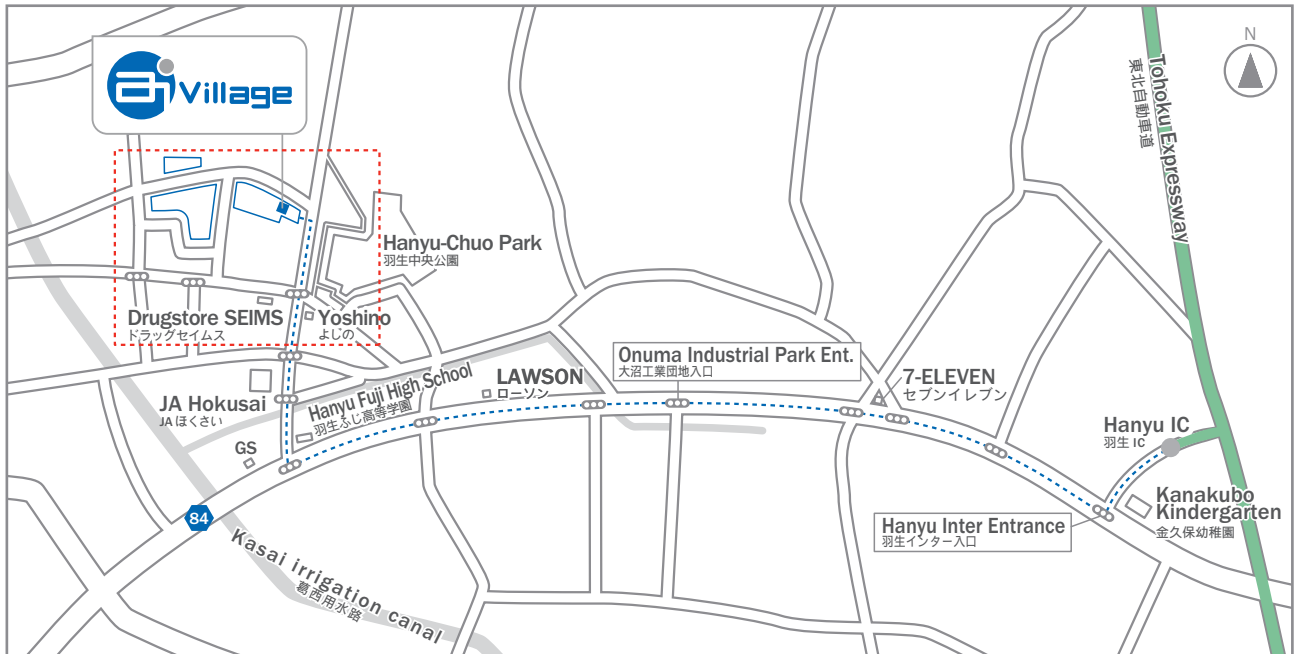 Ai Village
N
Tohoku Expressway
東北自動車道
Hanyu-Chuo Park
羽生中央公園
Drugstore SEIMS
ドラッグセイムス
Yoshino
よしの
Onuma Industrial Park Ent.
大沼工業団地入口
7-ELEVEN
セブンイレブン
LAWSON
ローソン
Hanyu Fuji High School
羽生ふじ高等学園
JA Hokusai
JA ほくさい
GS
Hanyu IC
羽生 IC
Kanakubo
Kindergarten
金久保幼稚園
Hanyu Inter Entrance
羽生インター入口
84
Kasai irrigation canal
葛西用水路